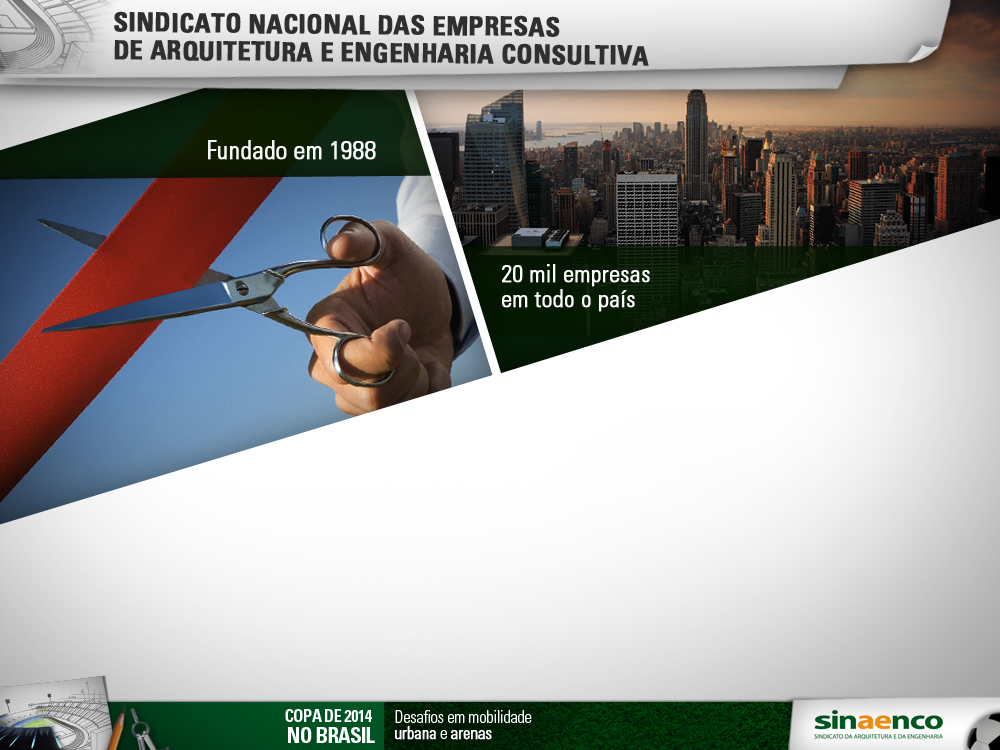 SINDICATO NACIONAL DAS EMPRESAS
DE ARQUITETURA E ENGENHARIA CONSULTIVA
Fundado em 1988
20 mil empresas
em todo o país
COPA DE 2014
NO BRASIL
Desafios em mobilidade
urbana e arenas
sinaenco
SINDICATO DA ARQUITETURA E DA ENGENHARIA